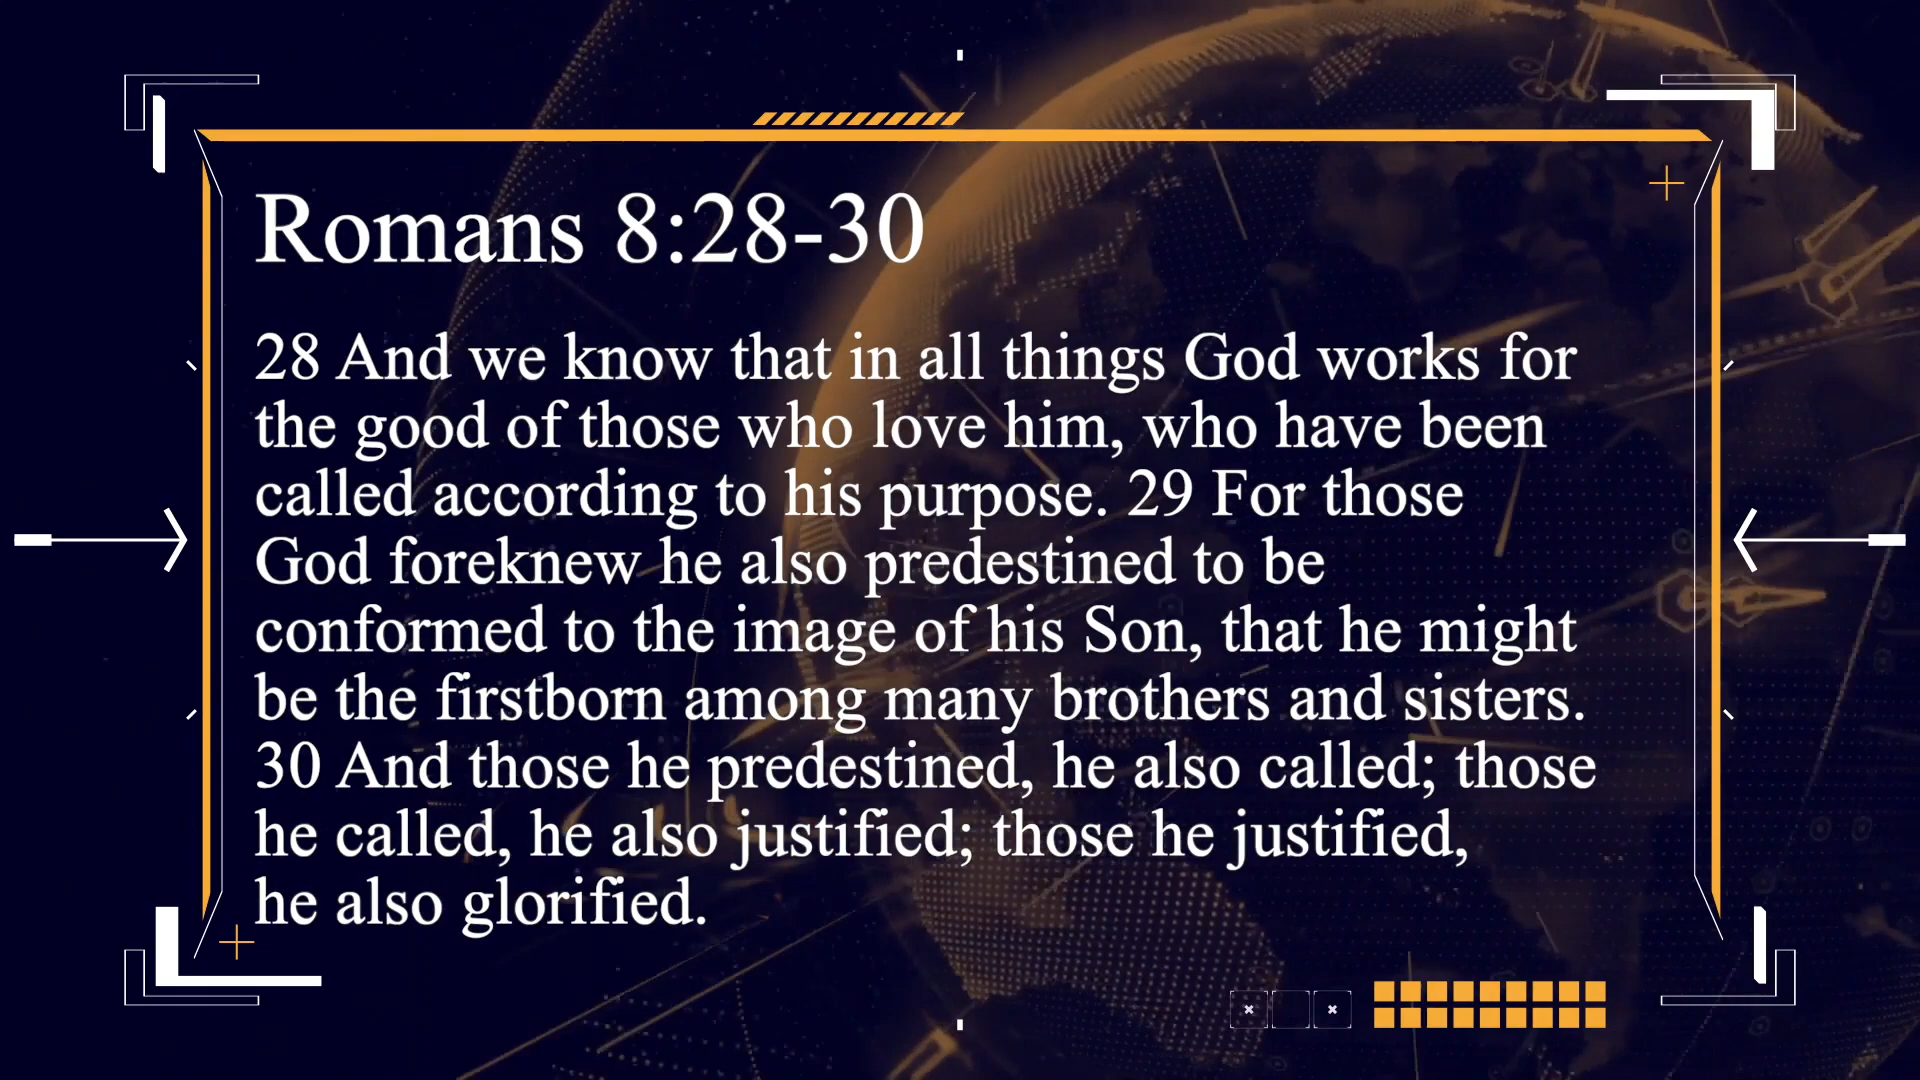 Romans 8:28-30
28 And we know that in all things God works for
the good of those who love him, who have been
called according to his purpose. 29 For those
God foreknew he also predestined to be
conformed to the image of his Son, that he might
be the firstborn among many brothers and sisters.
30 And those he predestined, he also called; those
he called, he also justified; those he justified,
he also glorified.